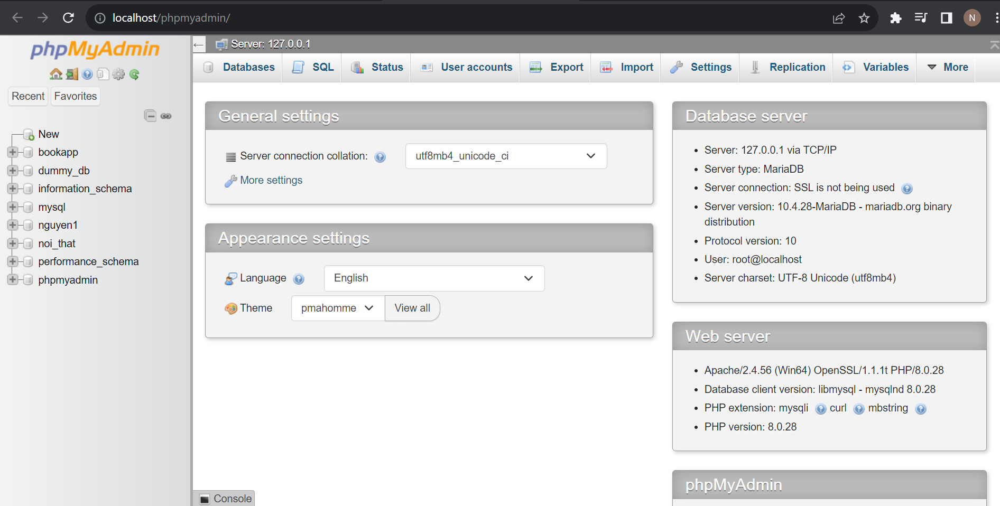 localhost/phpmyadmin/
N
phpMyAdmin
Recent
Favorites
New
bookapp
dummy_db
information_schema
mysql
nguyen1
noi_that
performance_schema
phpmyadmin
Server: 127.0.0.1
Databases
SQL
Status
User accounts
Export
Import
Settings
Replication
Variables
More
General settings
Server connection collation:
utf8mb4_unicode_ci
More settings
Appearance settings
Language
English
Theme
pmahomme
View all
Database server
Server: 127.0.0.1 via TCP/IP
Server type: MariaDB
Server connection: SSL is not being used
Server version: 10.4.28-MariaDB - mariadb.org binary
distribution
Protocol version: 10
User: root@localhost
Server charset: UTF-8 Unicode (utf8mb4)
Web server
Apache/2.4.56 (Win64) OpenSSL/1.1.1t PHP/8.0.28
Database client version: libmysql - mysqlnd 8.0.28
PHP extension: mysqli curl mbstring
PHP version: 8.0.28
phpMyAdmin
Console